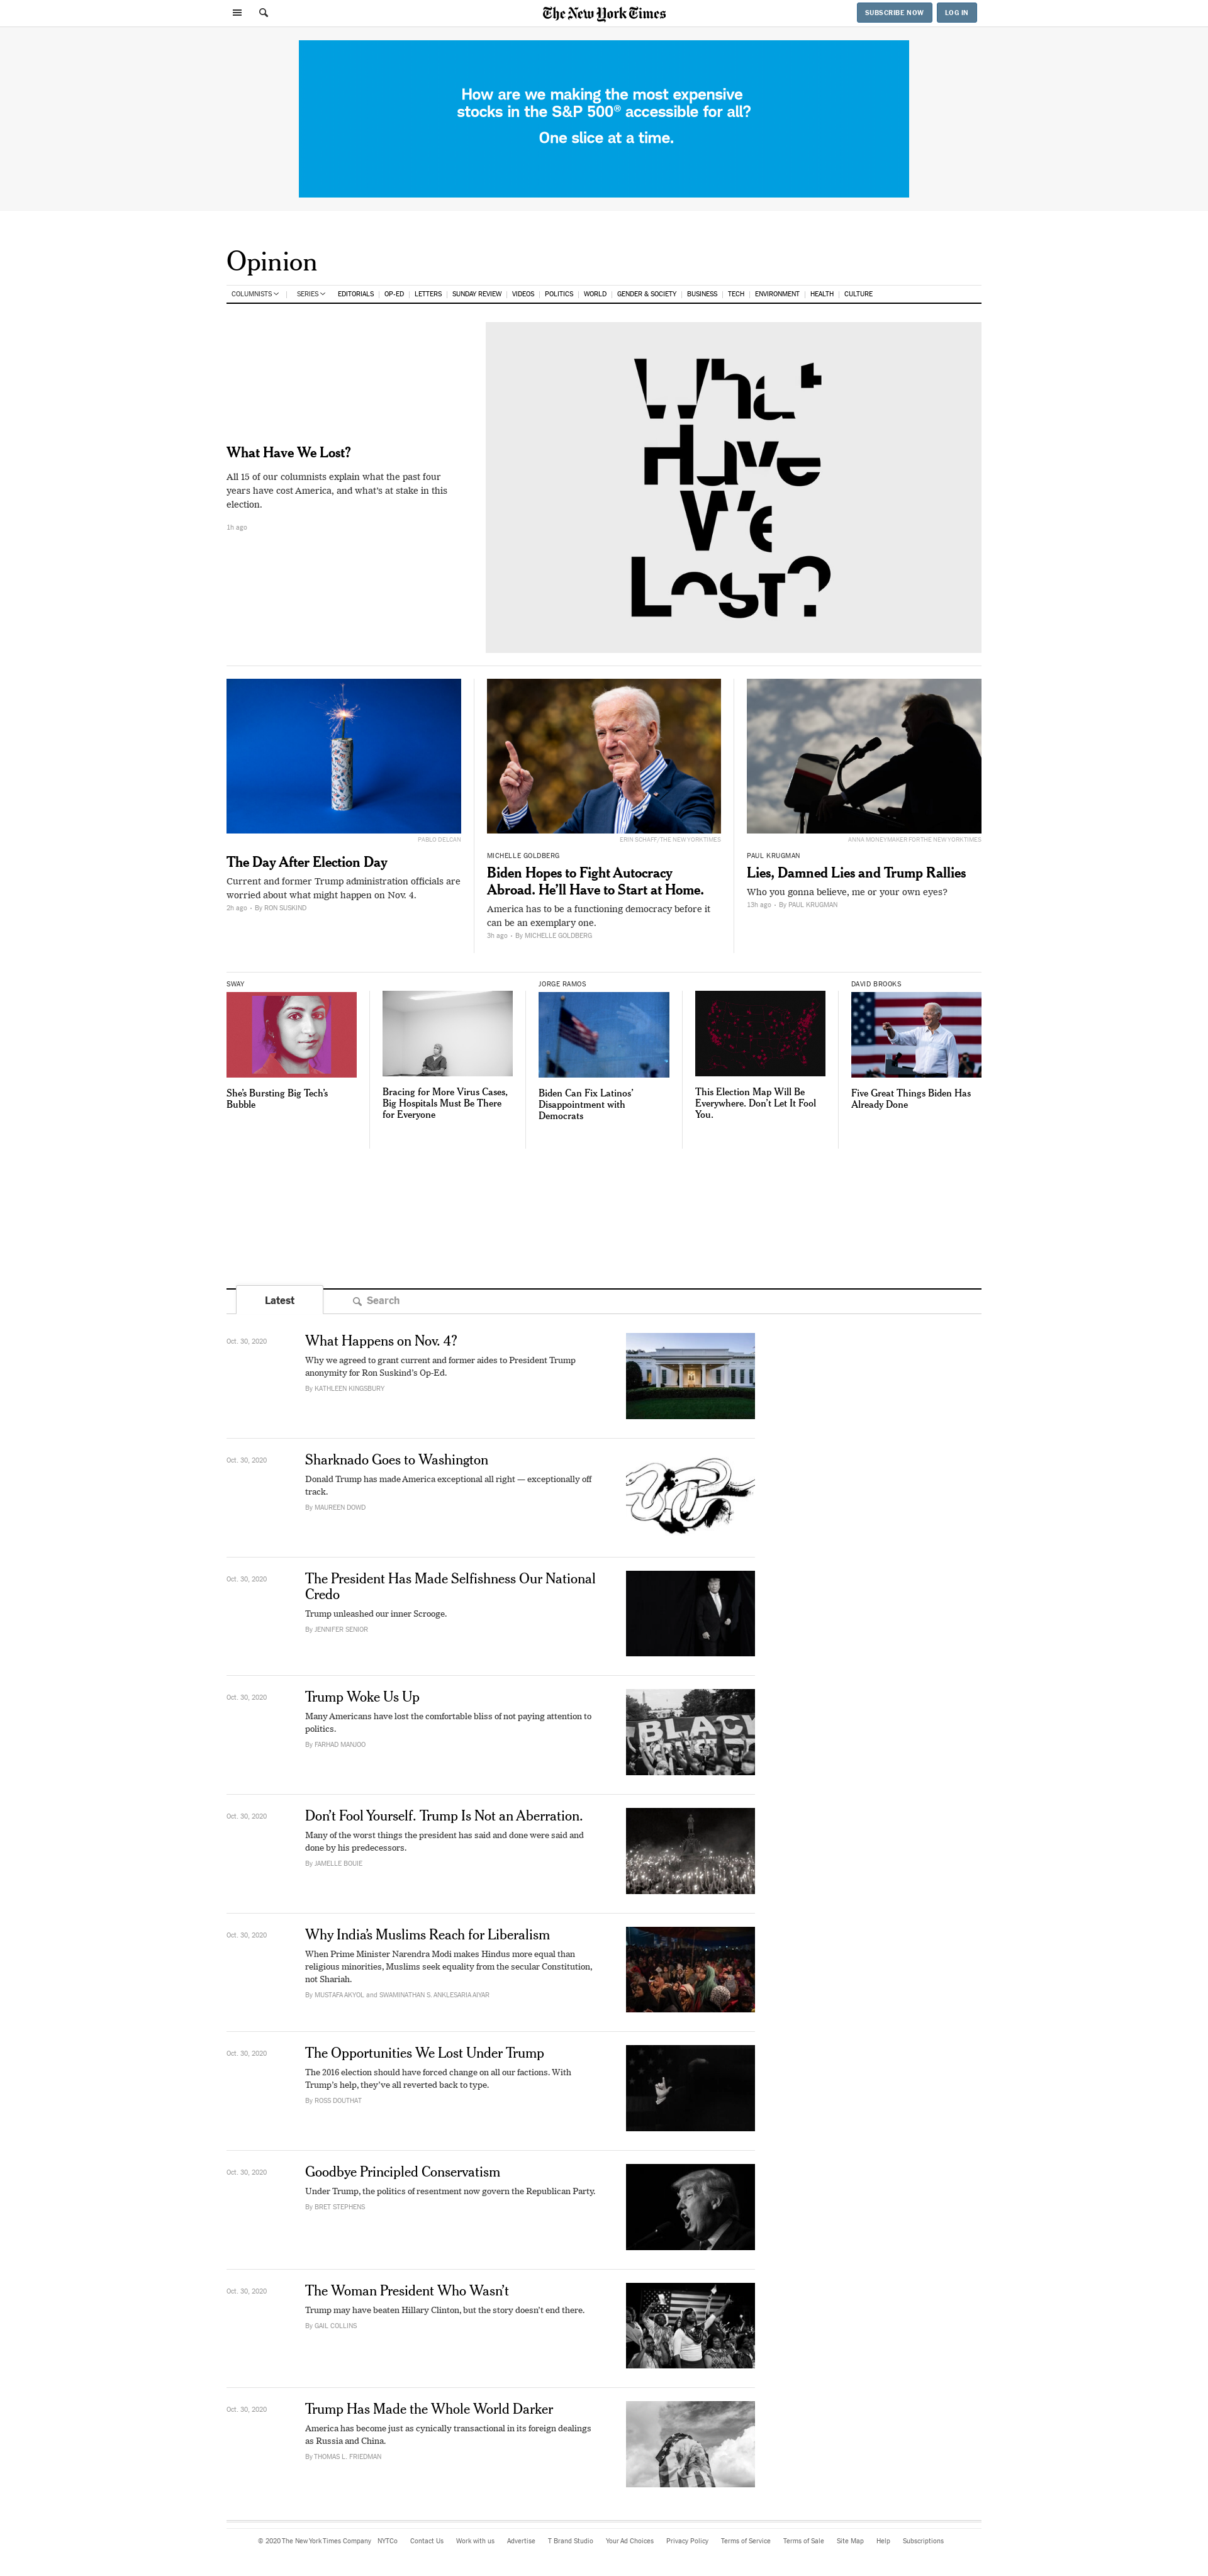 The New York Times
SUBSCRIBE NOW
LOG IN
How are we making the most expensive
stocks in the S&P 500® accessible for all?
One slice at a time.
Opinion
COLUMNISTS SERIES EDITORIALS OP-ED LETTERS SUNDAY REVIEW VIDEOS POLITICS WORLD GENDER & SOCIETY BUSINESS TECH ENVIRONMENT HEALTH CULTURE
What Have We Lost?
All 15 of our columnists explain what the past four
years have cost America, and what's at stake in this
election.
1h ago
What
Have
We
Lost?
PABLO DELCAN
The Day After Election Day
Current and former Trump administration officials are
worried about what might happen on Nov. 4.
2h ago • By RON SUSKIND
ERIN SCHAFF/THE NEW YORK TIMES
MICHELLE GOLDBERG
Biden Hopes to Fight Autocracy
Abroad. He'll Have to Start at Home.
America has to be a functioning democracy before it
can be an exemplary one.
3h ago • By MICHELLE GOLDBERG
ANNA MONEYMAKER FOR THE NEW YORK TIMES
PAUL KRUGMAN
Lies, Damned Lies and Trump Rallies
Who you gonna believe, me or your own eyes?
13h ago • By PAUL KRUGMAN
SWAY
She's Bursting Big Tech's
Bubble
Bracing for More Virus Cases,
Big Hospitals Must Be There
for Everyone
JORGE RAMOS
Biden Can Fix Latinos'
Disappointment with
Democrats
This Election Map Will Be
Everywhere. Don't Let It Fool
You.
DAVID BROOKS
Five Great Things Biden Has
Already Done
Latest
Search
Oct. 30, 2020
What Happens on Nov. 4?
Why we agreed to grant current and former aides to President Trump
anonymity for Ron Suskind's Op-Ed.
By KATHLEEN KINGSBURY
Oct. 30, 2020
Sharknado Goes to Washington
Donald Trump has made America exceptional all right — exceptionally off
track.
By MAUREEN DOWD
Oct. 30, 2020
The President Has Made Selfishness Our National
Credo
Trump unleashed our inner Scrooge.
By JENNIFER SENIOR
Oct. 30, 2020
Trump Woke Us Up
Many Americans have lost the comfortable bliss of not paying attention to
politics.
By FARHAD MANJOO
BLACK
Oct. 30, 2020
Don't Fool Yourself. Trump Is Not an Aberration.
Many of the worst things the president has said and done were said and
done by his predecessors.
By JAMELLE BOUIE
Oct. 30, 2020
Why India's Muslims Reach for Liberalism
When Prime Minister Narendra Modi makes Hindus more equal than
religious minorities, Muslims seek equality from the secular Constitution,
not Shariah.
By MUSTAFA AKYOL and SWAMINATHAN S. ANKLESARIA AIYAR
Oct. 30, 2020
The Opportunities We Lost Under Trump
The 2016 election should have forced change on all our factions. With
Trump's help, they've all reverted back to type.
By ROSS DOUTHAT
Oct. 30, 2020
Goodbye Principled Conservatism
Under Trump, the politics of resentment now govern the Republican Party.
By BRET STEPHENS
Oct. 30, 2020
The Woman President Who Wasn't
Trump may have beaten Hillary Clinton, but the story doesn't end there.
By GAIL COLLINS
Oct. 30, 2020
Trump Has Made the Whole World Darker
America has become just as cynically transactional in its foreign dealings
as Russia and China.
By THOMAS L. FRIEDMAN
© 2020 The New York Times Company NYTCo Contact Us Work with us Advertise T Brand Studio Your Ad Choices Privacy Policy Terms of Service Terms of Sale Site Map Help Subscriptions